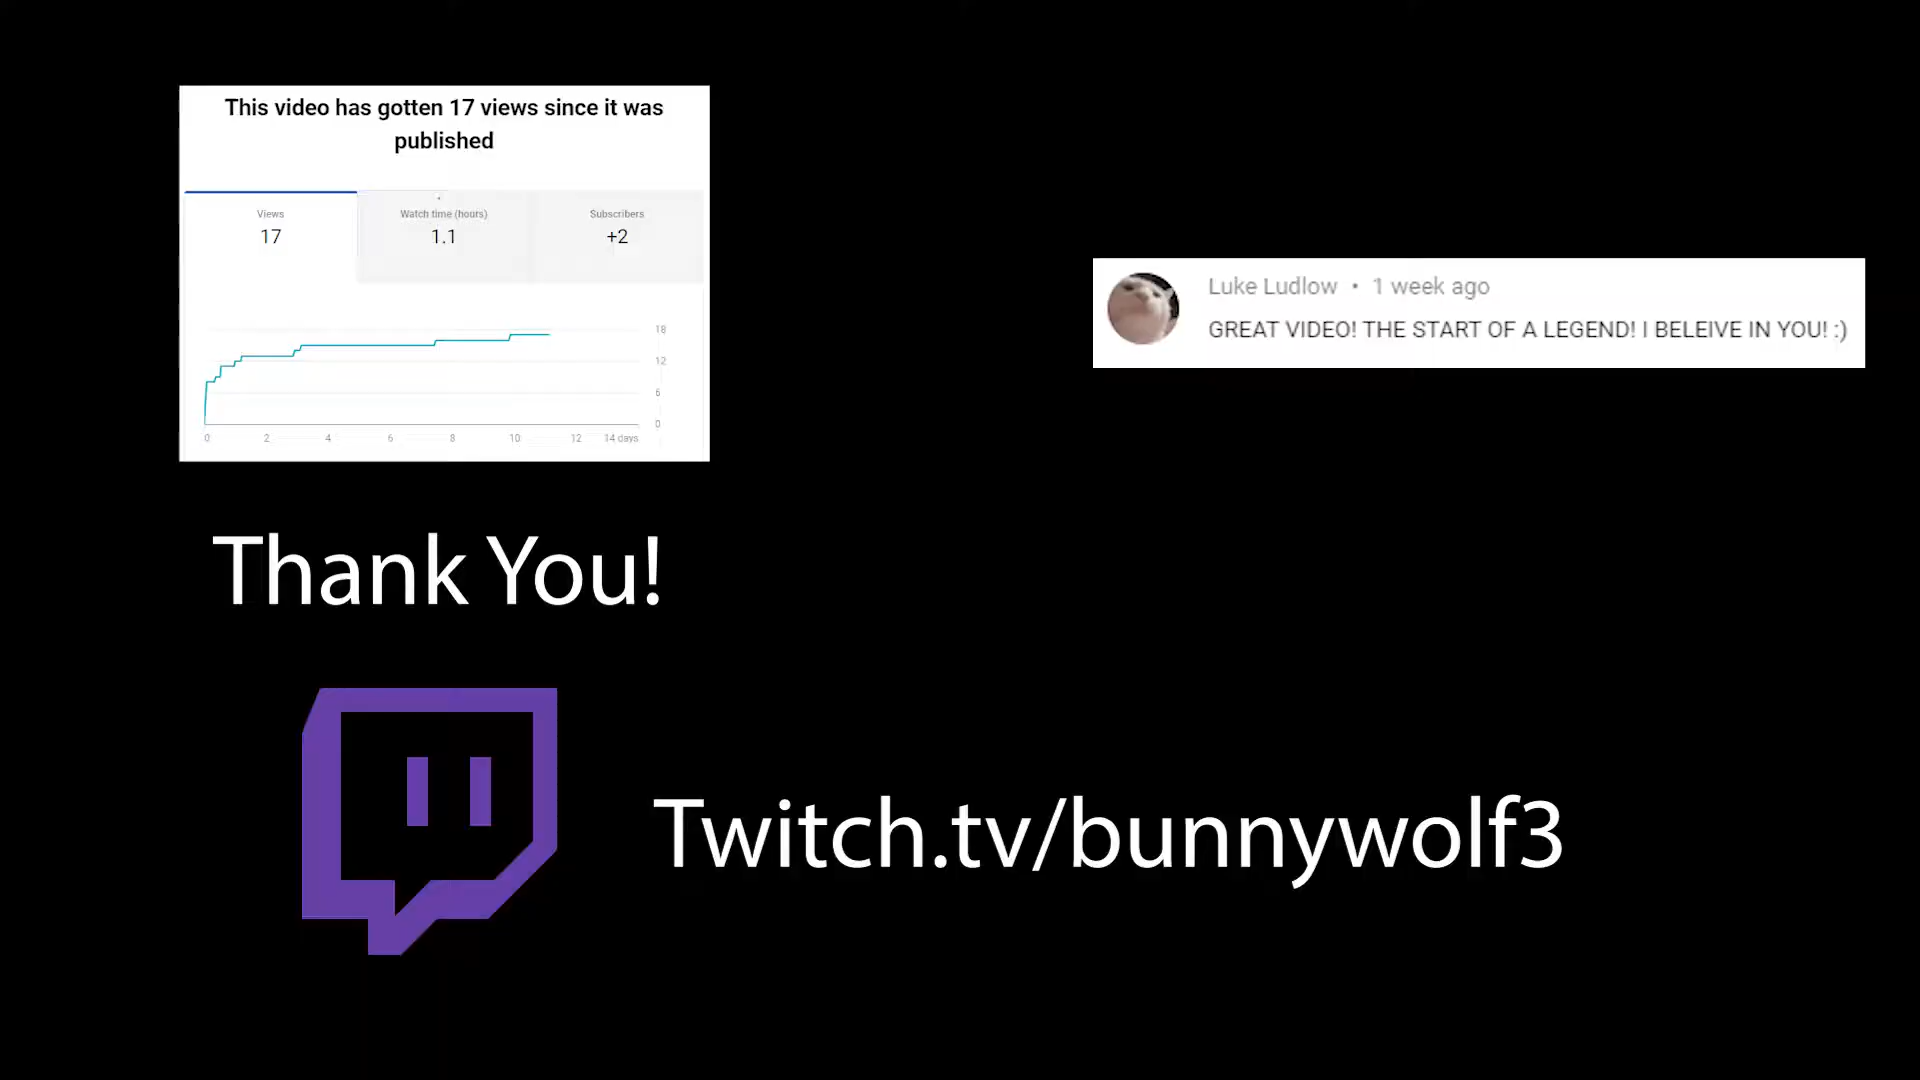 This video has gotten 17 views since it was
published
Views
17
Watch time (hours)
1.1
Subscribers
+2
18
12
6
0
0 2 4 6 8 10 12 14 days
Luke Ludlow • 1 week ago
GREAT VIDEO! THE START OF A LEGEND! I BELEIVE IN YOU! :)
Thank You!
Twitch.tv/bunnywolf3